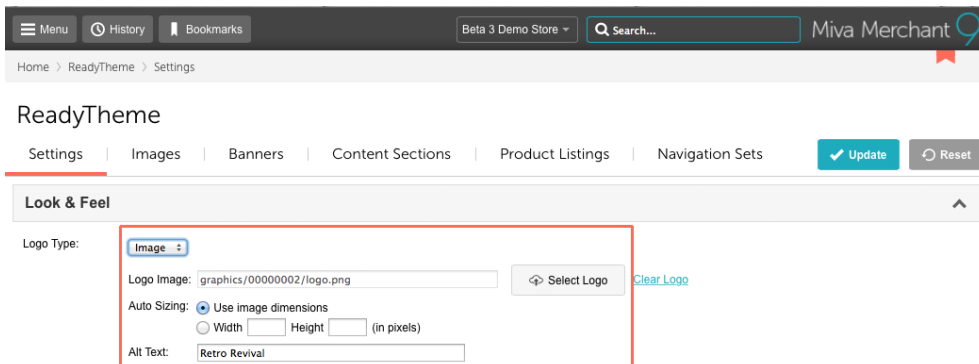 Menu History Bookmarks Beta 3 Demo Store Search... Miva Merchant 9
Home > ReadyTheme > Settings
ReadyTheme
Settings | Images | Banners | Content Sections | Product Listings | Navigation Sets Update Reset
Look & Feel
Logo Type: Image
Logo Image: graphics/00000002/logo.png Select Logo Clear Logo
Auto Sizing: Use image dimensions
Width Height (in pixels)
Alt Text: Retro Revival